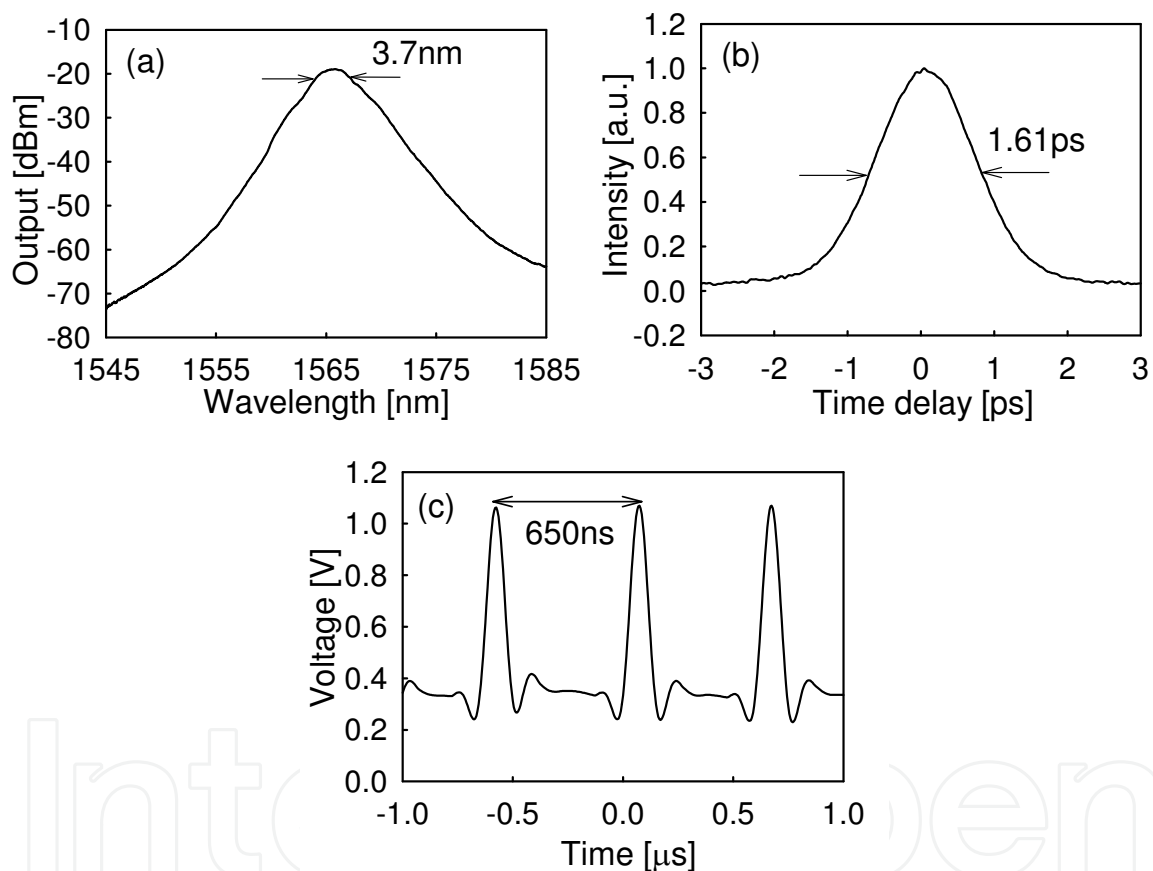 (a)
3.7nm
-10
-20
-30
-40
-50
-60
-70
-80
Output [dBm]
1545 1555 1565 1575 1585
Wavelength [nm]
(b)
1.61ps
1.2
1.0
0.8
0.6
0.4
0.2
0.0
-0.2
Intensity [a.u.]
-3 -2 -1 0 1 2 3
Time delay [ps]
(c)
650ns
1.2
1.0
0.8
0.6
0.4
0.2
0.0
Voltage [V]
-1.0 -0.5 0.0 0.5 1.0
Time [μs]